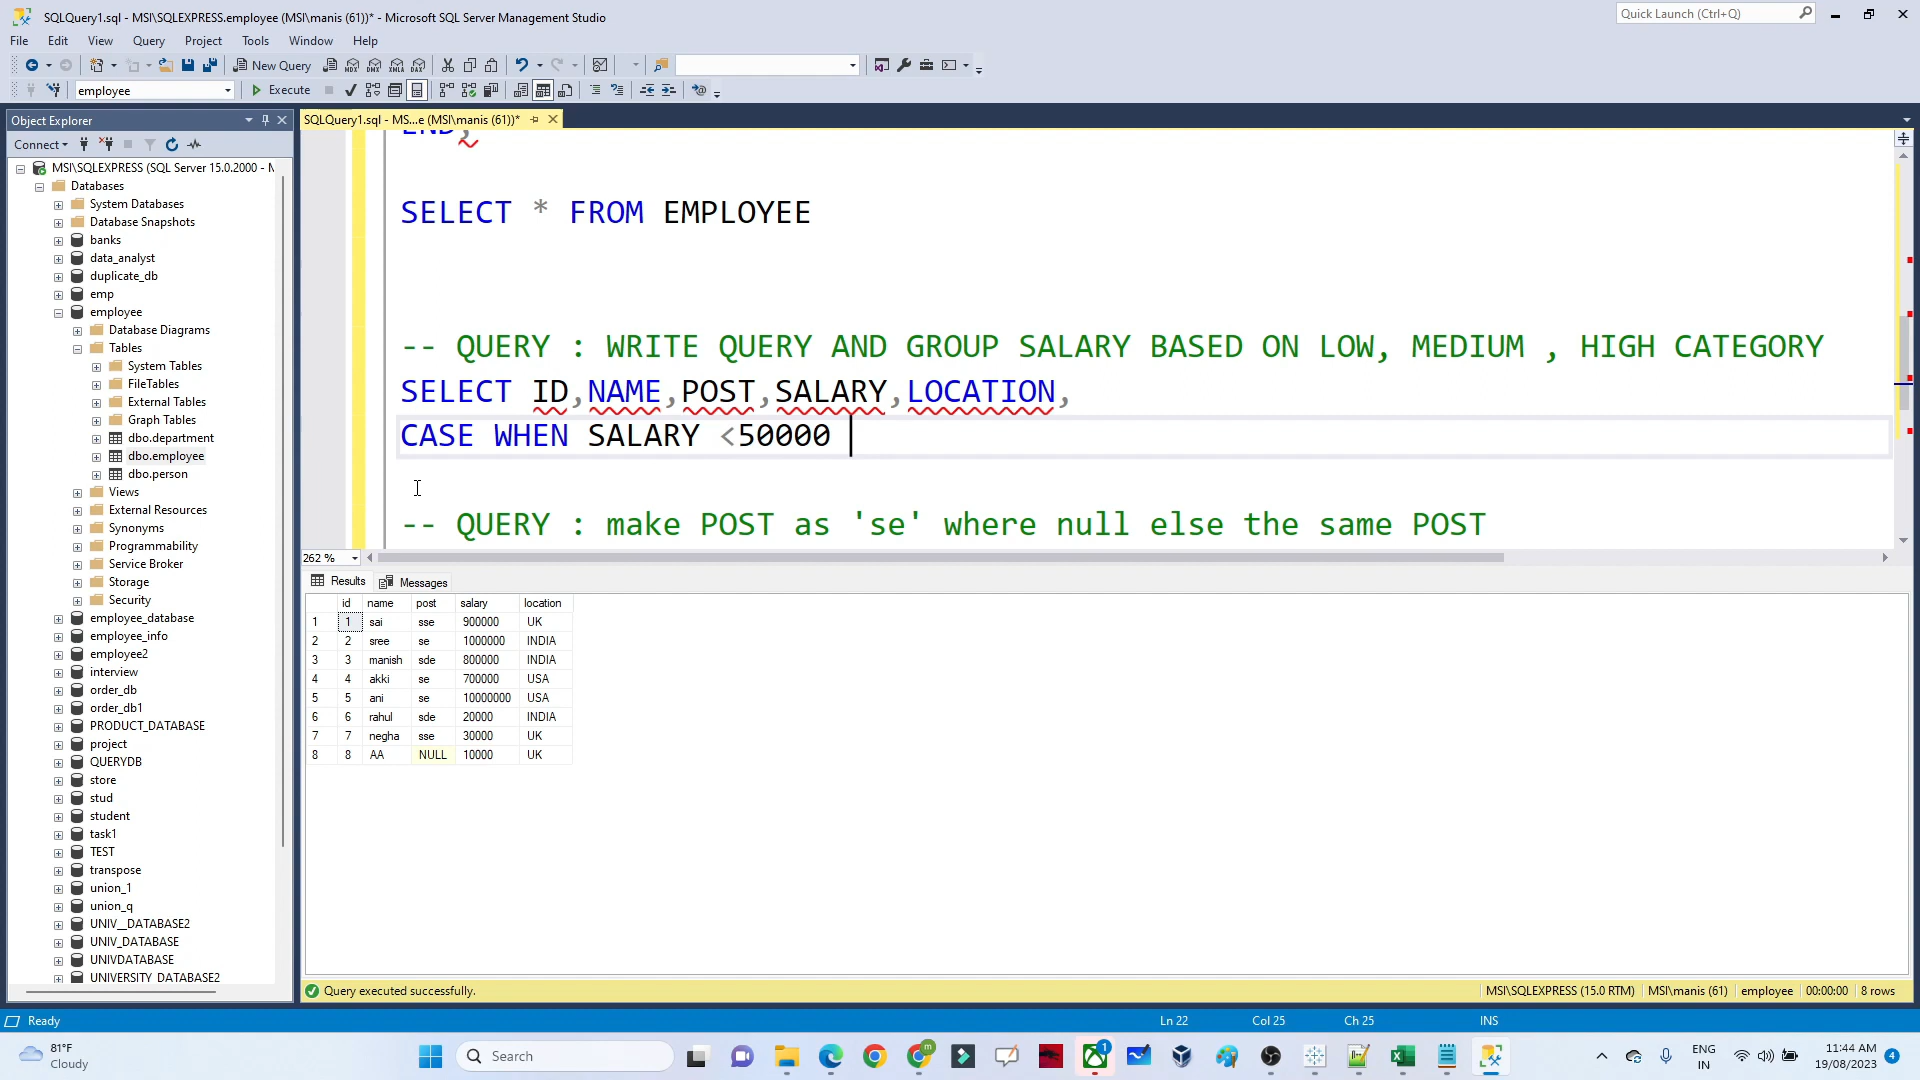 SQLQuery1.sql - MSI\SQLEXPRESS.employee (MSI\manis (61))* - Microsoft SQL Server Management Studio
Quick Launch (Ctrl+Q)
File Edit View Query Project Tools Window Help
New Query
employee
Execute
Object Explorer
SQLQuery1.sql - MS...e (MSI\manis (61))*
Connect
MSI\SQLEXPRESS (SQL Server 15.0.2000 -
Databases
System Databases
Database Snapshots
banks
data_analyst
duplicate_db
emp
employee
Database Diagrams
Tables
System Tables
FileTables
External Tables
Graph Tables
dbo.department
dbo.employee
dbo.person
Views
External Resources
Synonyms
Programmability
Service Broker
Storage
Security
employee_database
employee_info
employee2
interview
order_db
order_db1
PRODUCT_DATABASE
project
QUERYDB
store
stud
student
task1
TEST
transpose
union_1
union_q
UNIV__DATABASE2
UNIV_DATABASE
UNIVDATABASE
UNIVERSITY_DATABASE2
END;
SELECT * FROM EMPLOYEE
-- QUERY : WRITE QUERY AND GROUP SALARY BASED ON LOW, MEDIUM , HIGH CATEGORY
SELECT ID,NAME,POST,SALARY,LOCATION,
CASE WHEN SALARY <50000
-- QUERY : make POST as 'se' where null else the same POST
262 %
Results Messages
id name post salary location
1 1 sai sse 900000 UK
2 2 sree se 1000000 INDIA
3 3 manish sde 800000 INDIA
4 4 akki se 700000 USA
5 5 ani se 10000000 USA
6 6 rahul sde 20000 INDIA
7 7 negha sse 30000 UK
8 8 AA NULL 10000 UK
Query executed successfully.
MSI\SQLEXPRESS (15.0 RTM) MSI\manis (61) employee 00:00:00 8 rows
Ready
Ln 22 Col 25 Ch 25 INS
81°F
Cloudy
Search
m
1
ENG
IN
11:44 AM
19/08/2023
4